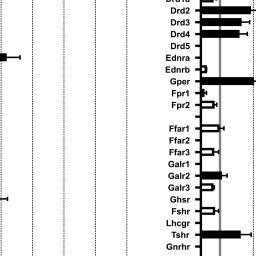 Drd2
Drd3
Drd4
Drd5
Ednra
Ednrb
Gper
Fpr1
Fpr2
Ffar1
Ffar2
Ffar3
Galr1
Galr2
Galr3
Ghsr
Fshr
Lhcgr
Tshr
Gnrhr